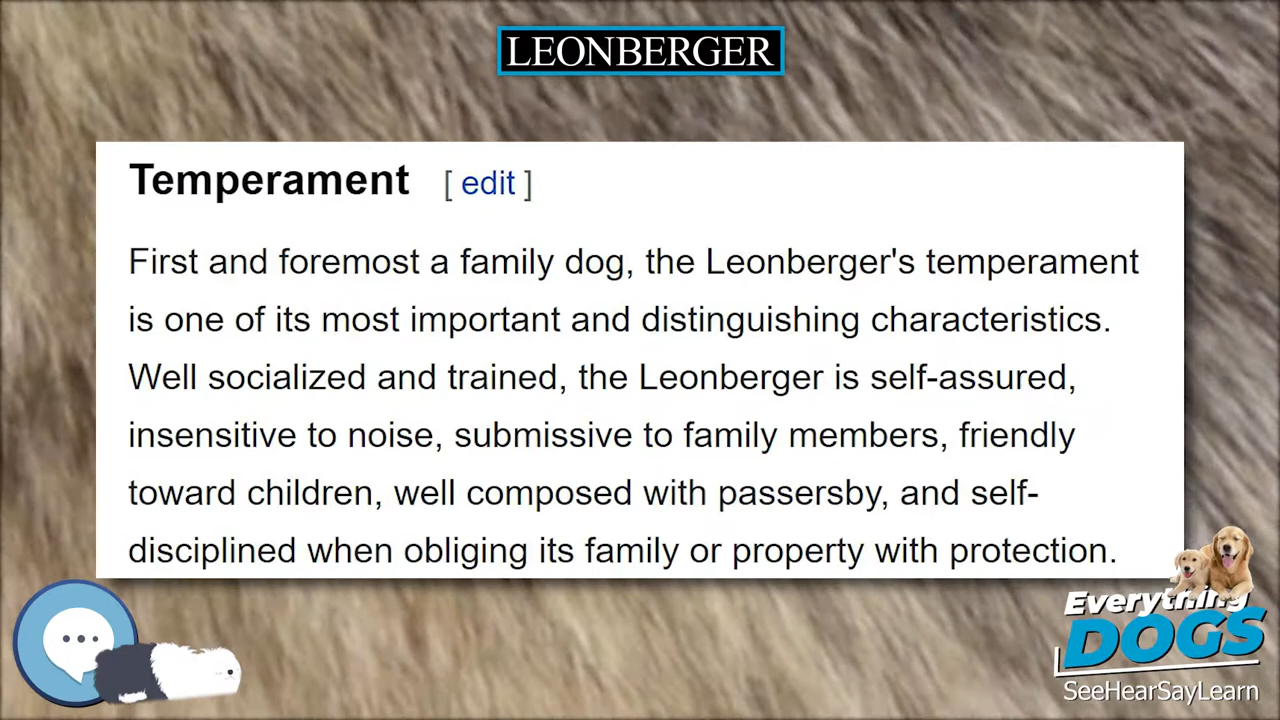 LEONBERGER
Temperament [ edit ]
First and foremost a family dog, the Leonberger's temperament
is one of its most important and distinguishing characteristics.
Well socialized and trained, the Leonberger is self-assured,
insensitive to noise, submissive to family members, friendly
toward children, well composed with passersby, and self-
disciplined when obliging its family or property with protection.
Everything
DOGS
SeeHearSayLearn